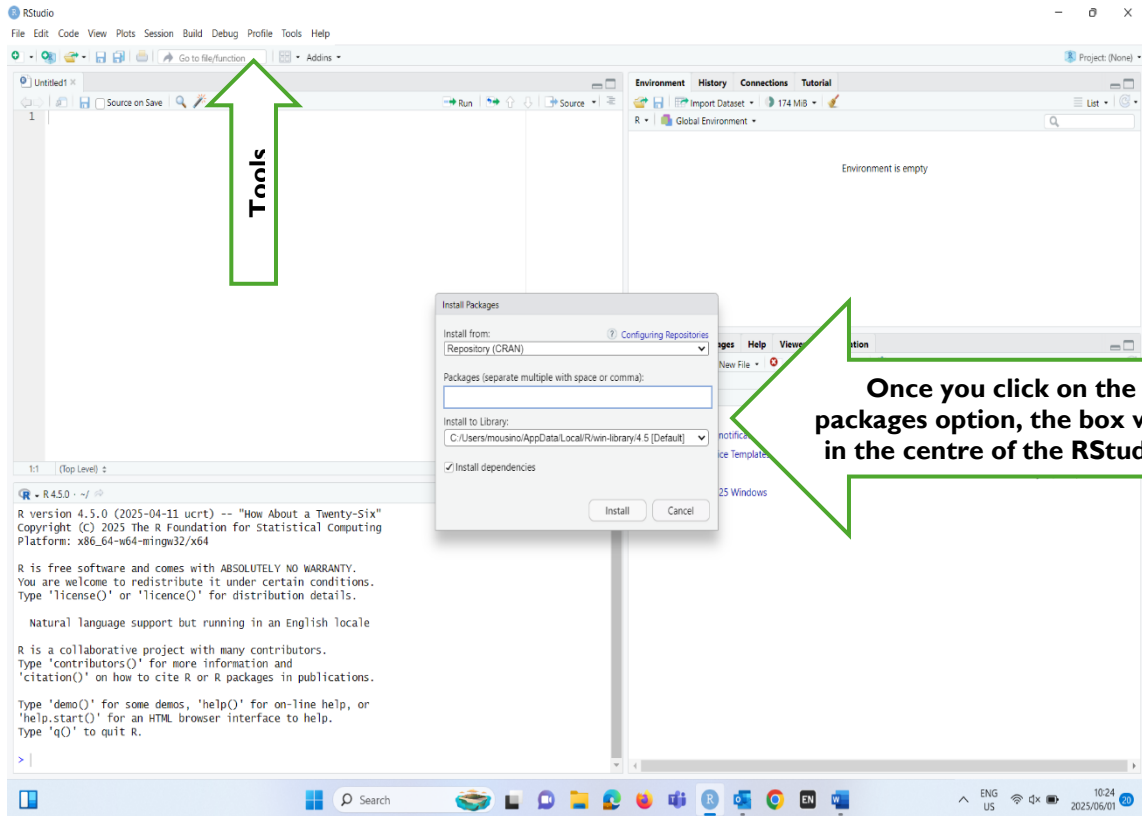 RStudio
File Edit Code View Plots Session Build Debug Profile Tools Help
Go to file/function Addins
Project: (None)
Untitled1
Source on Save
Run Source
1
Tools
1:1 (Top Level)
R 4.5.0 · ~/
R version 4.5.0 (2025-04-11 ucrt) -- "How About a Twenty-Six"
Copyright (C) 2025 The R Foundation for Statistical Computing
Platform: x86_64-w64-mingw32/x64
R is free software and comes with ABSOLUTELY NO WARRANTY.
You are welcome to redistribute it under certain conditions.
Type 'license()' or 'licence()' for distribution details.
Natural language support but running in an English locale
R is a collaborative project with many contributors.
Type 'contributors()' for more information and
'citation()' on how to cite R or R packages in publications.
Type 'demo()' for some demos, 'help()' for on-line help, or
'help.start()' for an HTML browser interface to help.
Type 'q()' to quit R.
>
Environment History Connections Tutorial
Import Dataset 174 MiB List
R Global Environment
Environment is empty
Install Packages
Install from: Configuring Repositories
Repository (CRAN)
Packages (separate multiple with space or comma):
Install to Library:
C:/Users/mousino/AppData/Local/R/win-library/4.5 [Default]
Install dependencies
Install Cancel
Help
New File
25 Windows
Once you click on the
packages option, the box
in the centre of the
Search
ENG
US
10:24
2025/06/01
20